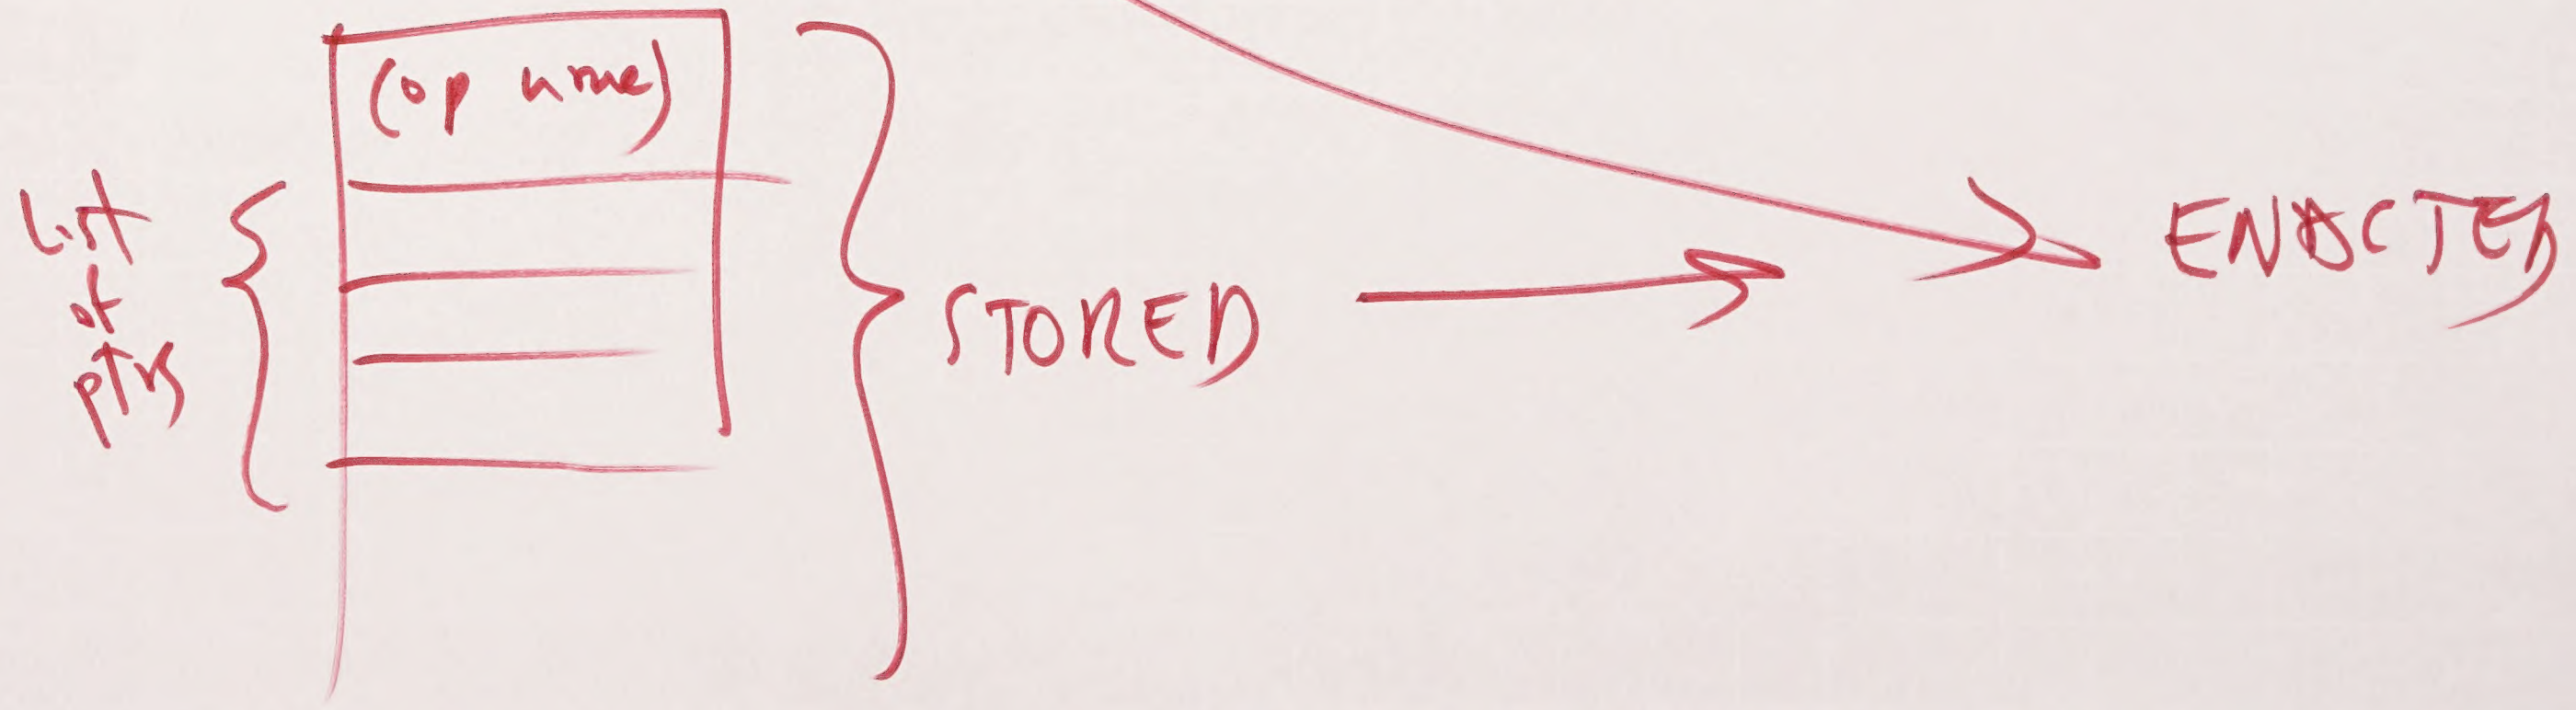 (op name)
List
of
ptrs
STORED
ENACTED